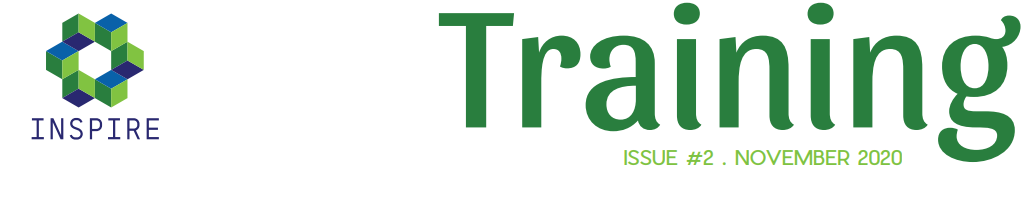 Training
INSPIRE
ISSUE #2 . NOVEMBER 2020